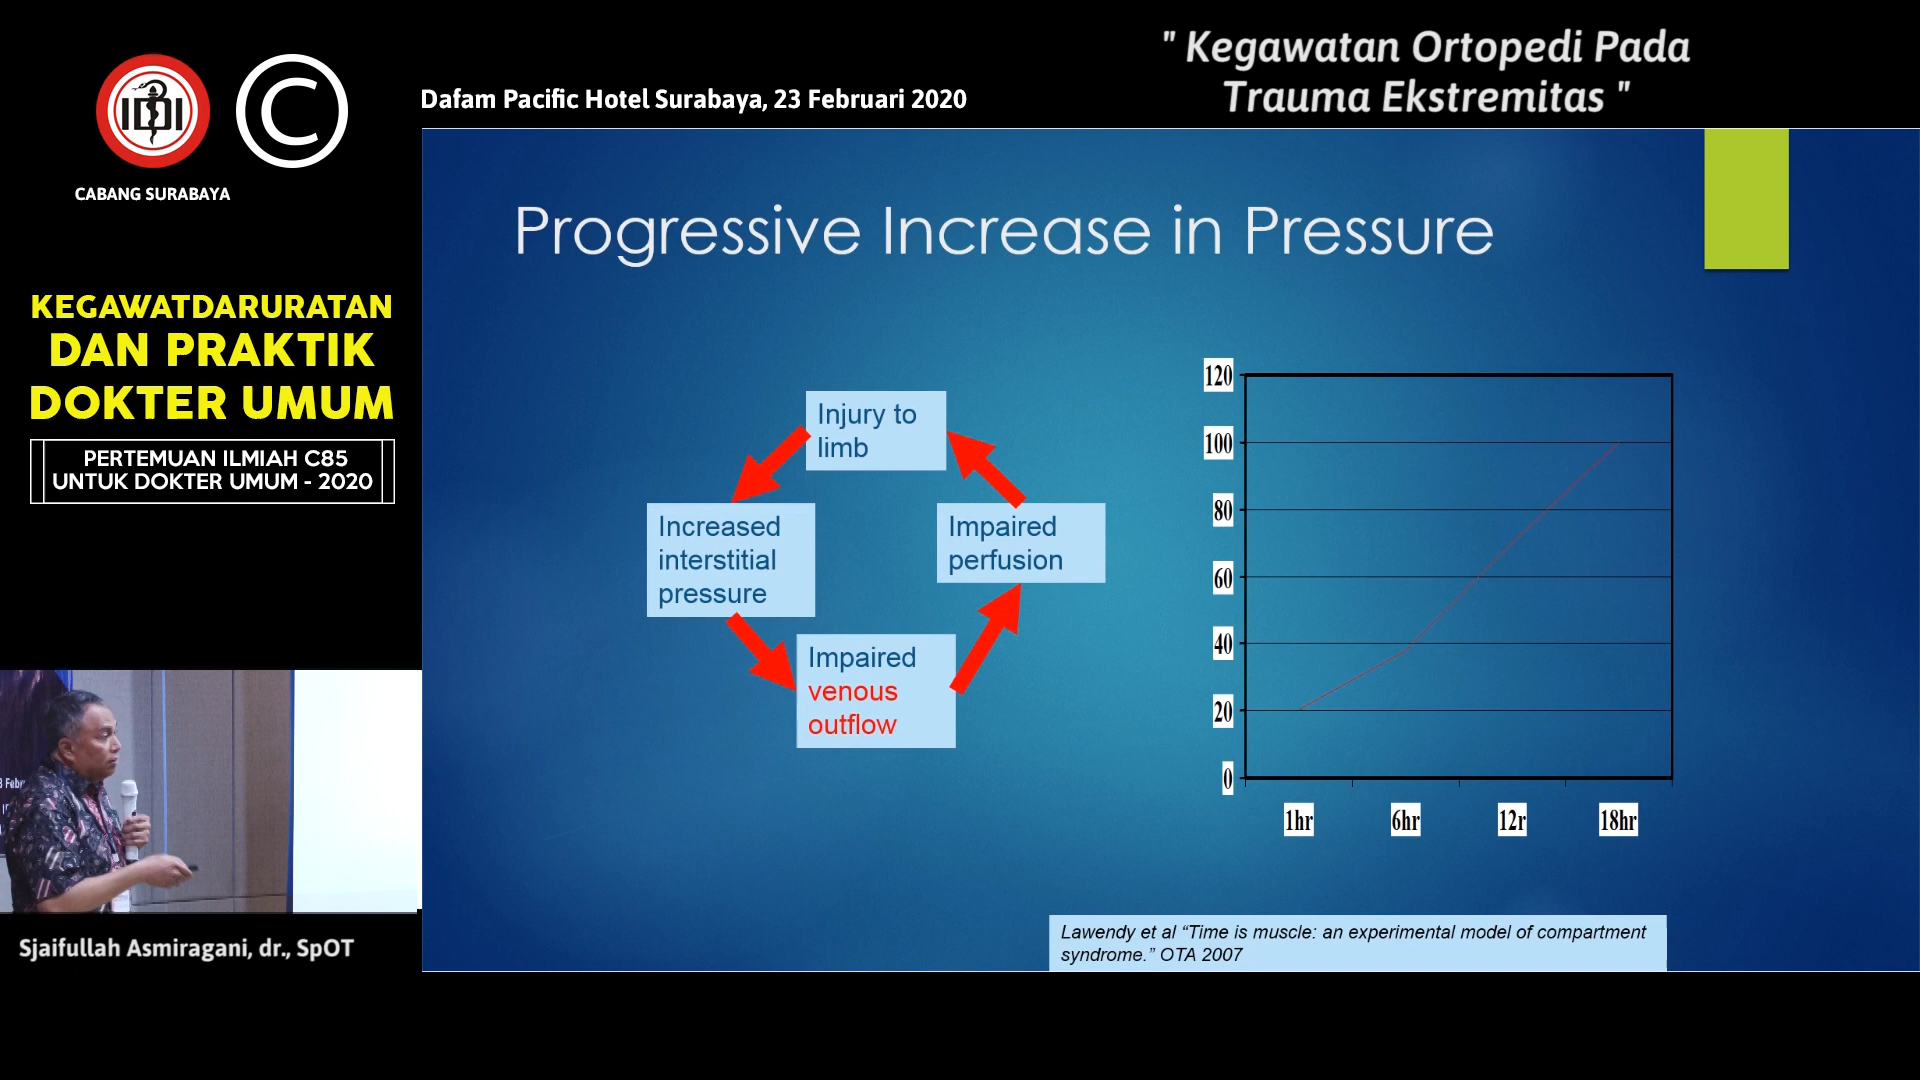 " Kegawatan Ortopedi Pada
Trauma Ekstremitas "
IDI
C
Dafam Pacific Hotel Surabaya, 23 Februari 2020
CABANG SURABAYA
KEGAWATDARURATAN
DAN PRAKTIK
DOKTER UMUM
PERTEMUAN ILMIAH C85
UNTUK DOKTER UMUM - 2020
Progressive Increase in Pressure
Injury to
limb
Increased
interstitial
pressure
Impaired
perfusion
Impaired
venous
outflow
120
100
80
60
40
20
0
1hr
6hr
12r
18hr
Lawendy et al “Time is muscle: an experimental model of compartment
syndrome.” OTA 2007
Sjaifullah Asmiragani, dr., SpOT